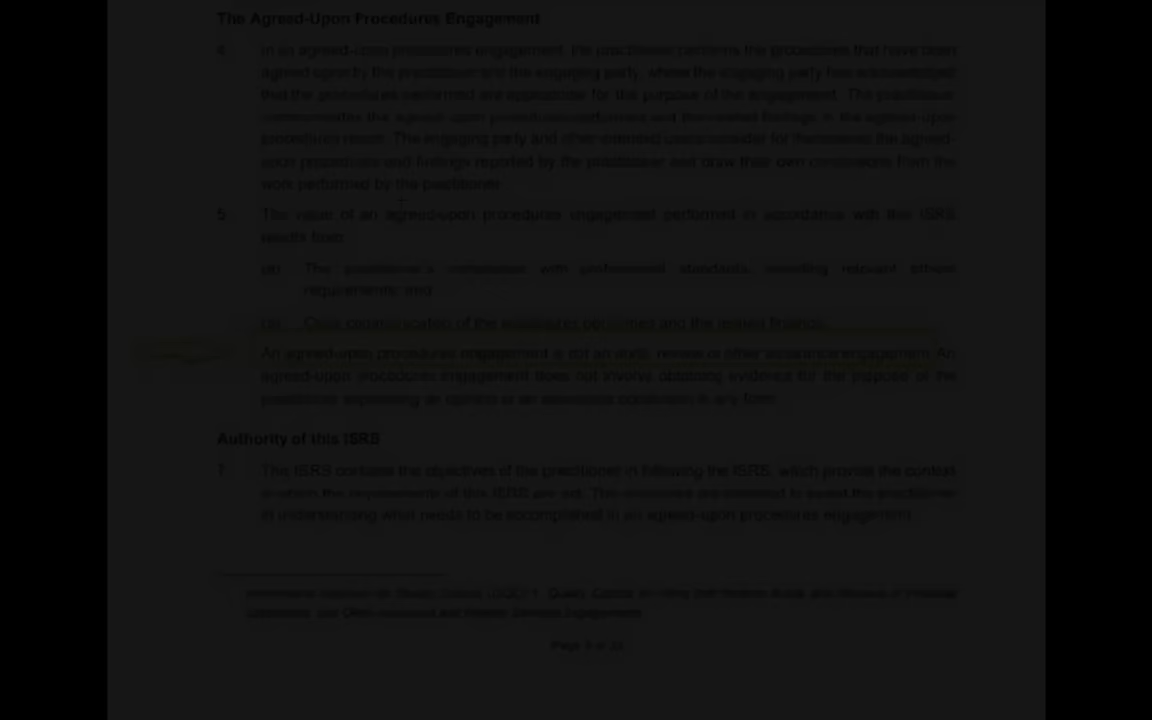 The Agreed-Upon Procedures Engagement
4. In an agreed-upon procedures engagement, the practitioner performs the procedures that have been
agreed upon by the practitioner and the engaging party, where the engaging party has acknowledged
that the procedures performed are appropriate for the purpose of the engagement. The practitioner
communicates the agreed-upon procedures performed and the related findings in the agreed-upon
procedures report. The engaging party and other intended users consider for themselves the agreed-
upon procedures and findings reported by the practitioner and draw their own conclusions from the
work performed by the practitioner.
5. The value of an agreed-upon procedures engagement performed in accordance with this ISRS
results from:
(a) The practitioner's compliance with professional standards, including relevant ethical
requirements; and
(b) Clear communication of the procedures performed and the related findings.
An agreed-upon procedures engagement is not an audit, review or other assurance engagement. An
agreed-upon procedures engagement does not involve obtaining evidence for the purpose of the
practitioner expressing an opinion or an assurance conclusion in any form.
Authority of this ISRS
7. This ISRS contains the objectives of the practitioner in following the ISRS, which provide the context
in which the requirements of this ISRS are set. The objectives are intended to assist the practitioner
in understanding what needs to be accomplished in an agreed-upon procedures engagement.